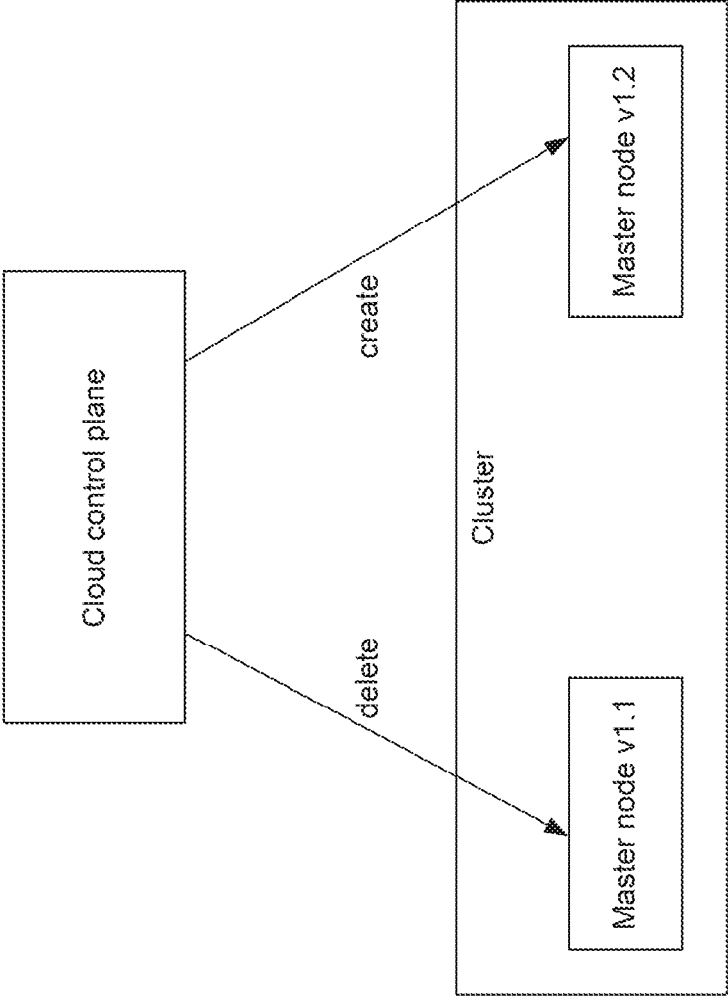 Cloud control plane
delete
create
Cluster
Master node v1.1
Master node v1.2